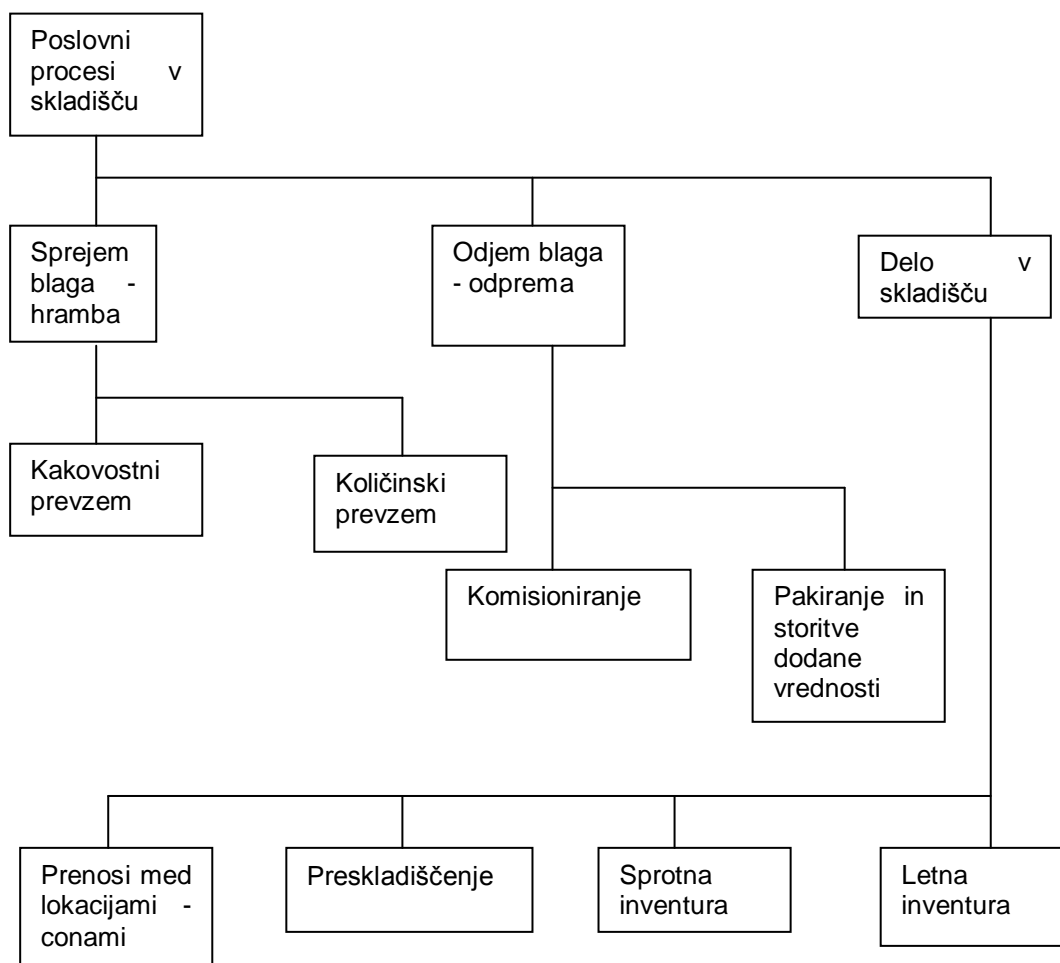 Poslovni
procesi v
skladišču
Sprejem
blaga -
hramba
Odjem blaga
- odprema
Delo v
skladišču
Kakovostni
prevzem
Količinski
prevzem
Komisioniranje
Pakiranje in
storitve
dodane
vrednosti
Prenosi med
lokacijami -
conami
Preskladiščenje
Sprotna
inventura
Letna
inventura